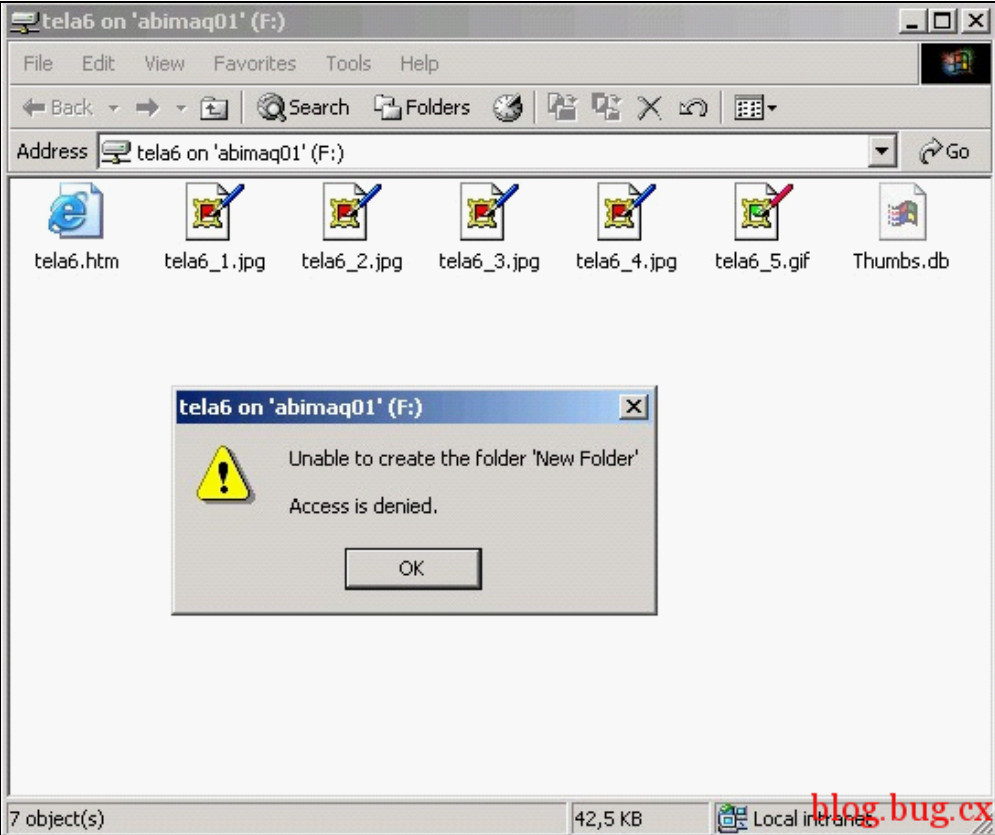 tela6 on 'abimaq01' (F:)
File Edit View Favorites Tools Help
Back Search Folders
Address tela6 on 'abimaq01' (F:) Go
tela6.htm tela6_1.jpg tela6_2.jpg tela6_3.jpg tela6_4.jpg tela6_5.gif Thumbs.db
tela6 on 'abimaq01' (F:)
Unable to create the folder 'New Folder'
Access is denied.
OK
7 object(s) 42,5 KB Local intranet
blog.bug.cx